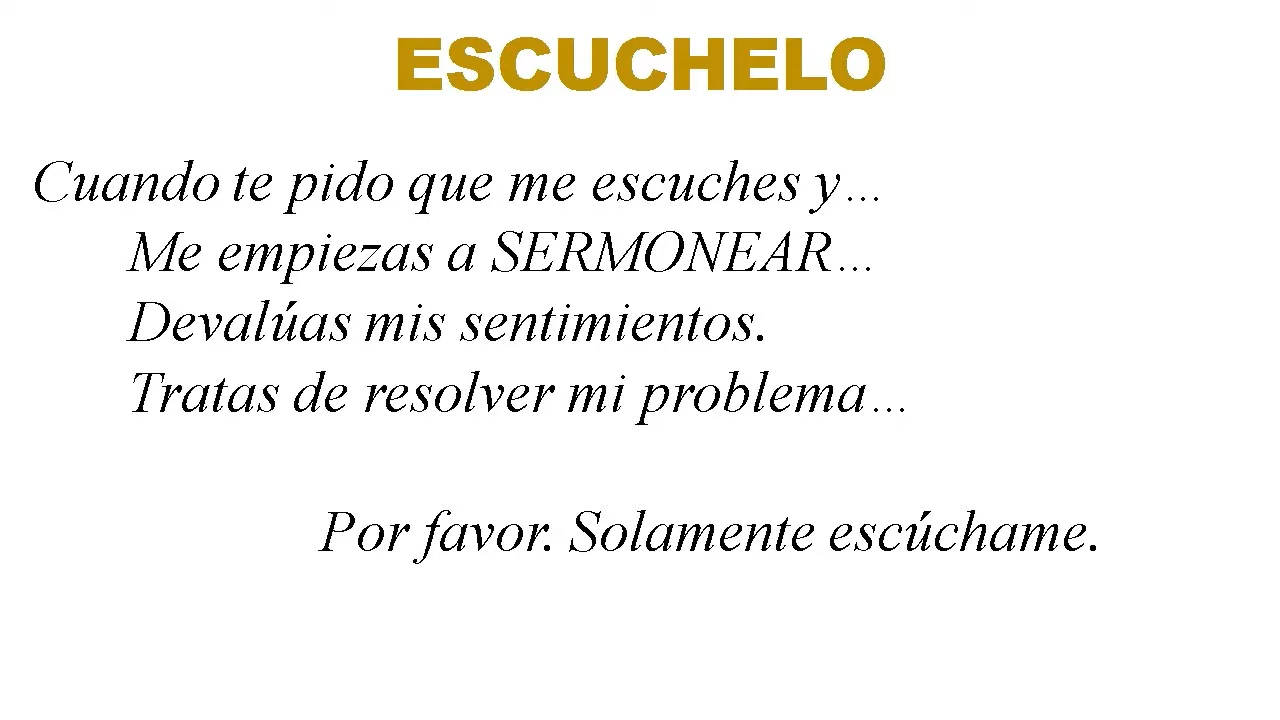 ESCUCHELO
Cuando te pido que me escuches y…
Me empiezas a SERMONEAR…
Devalúas mis sentimientos.
Tratas de resolver mi problema…
Por favor. Solamente escúchame.